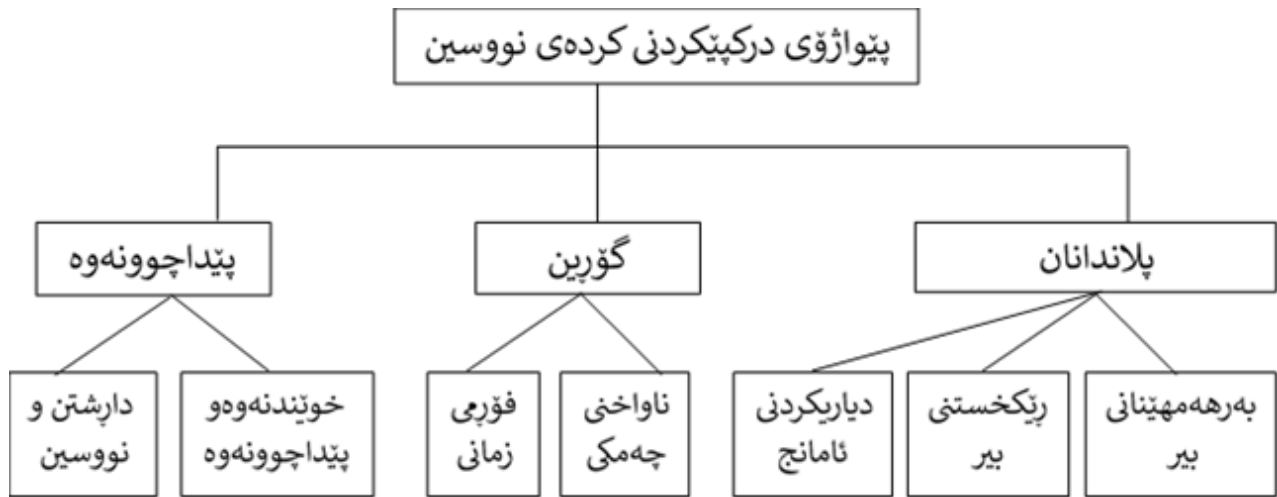 پێواژۆی درکپێکردنی کردەی نووسین
پلاندانان
گۆڕین
پێداچوونەوە
بەرهەمهێنانی
بیر
ڕێکخستنی
بیر
دیاریکردنی
ئامانج
ناواخنی
چەمکی
فۆڕمی
زمانی
خوێندنەوەو
پێداچوونەوە
داڕشتن و
نووسین